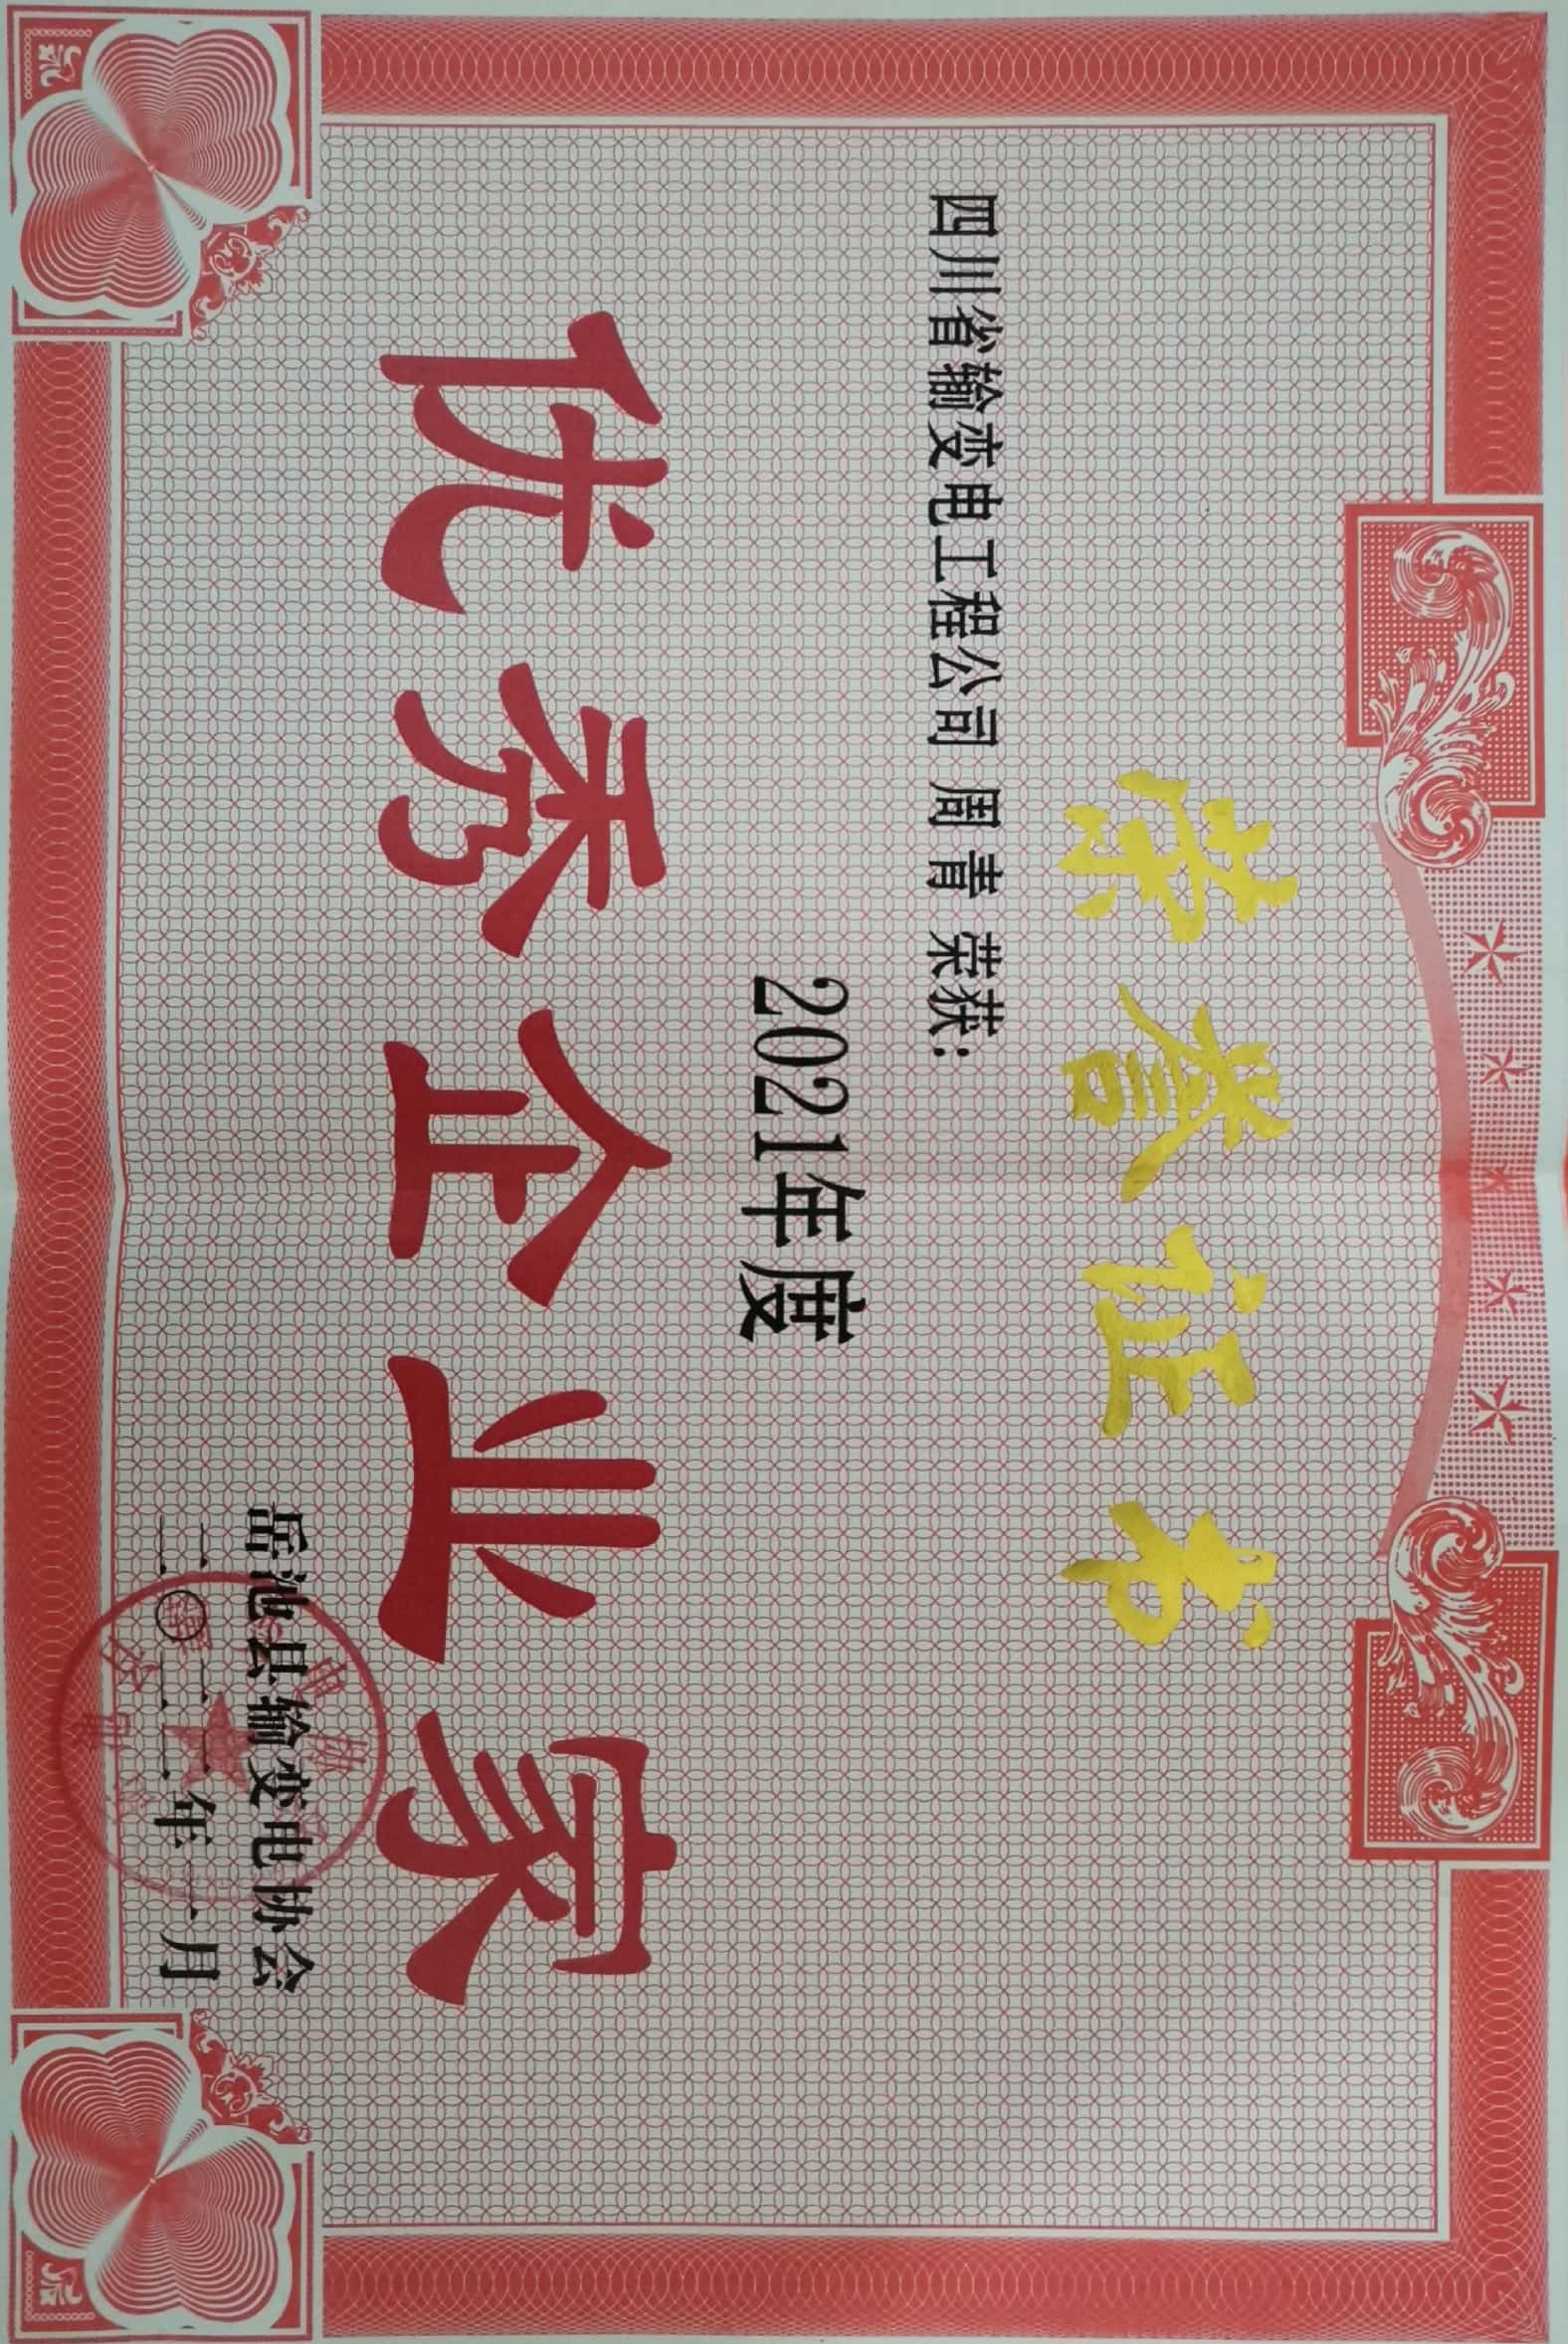 荣誉证书
四川省输变电工程公司 周 青 荣获：
2021年度
优秀企业家
岳池县输变电协会
二〇二二年一月